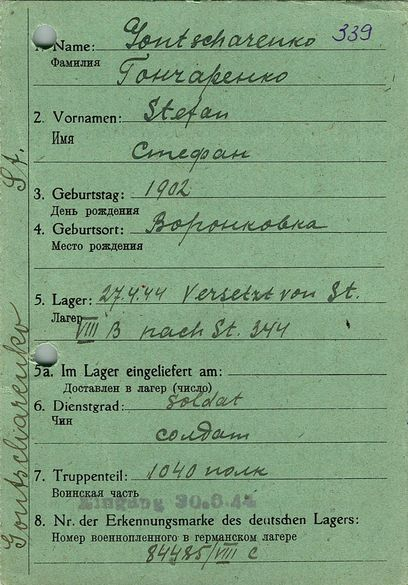 339
1. Name: Gontscharenko
Фамилия
Гончаренко
2. Vornamen: Stefan
Имя
Стефан
3. Geburtstag: 1902
День рождения
4. Geburtsort: Воронковка
Место рождения
5. Lager: 27.4.44 Versetzt von St.
Лагерь
VIII B nach St. 344
5a. Im Lager eingeliefert am:
Доставлен в лагерь (число)
6. Dienstgrad: Soldat
Чин
солдат
7. Truppenteil: 1040 полк
Воинская часть
Eingang 30.6.44
8. Nr. der Erkennungsmarke des deutschen Lagers:
Номер военнопленного в германском лагере
84485/VIII C
Gontscharenko St.